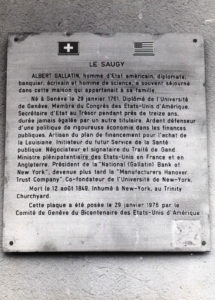 LE SAUGY
ALBERT GALLATIN, homme d'Etat américain, diplomate,
banquier, écrivain et homme de science, a souvent séjourné
dans cette maison qui appartenait à sa famille.
Né à Genève le 29 janvier 1761. Diplômé de l'Université
de Genève. Membre du Congrès des Etats-Unis d'Amérique.
Secrétaire d'Etat au Trésor pendant près de treize ans,
durée jamais égalée par un autre titulaire. Ardent défenseur
d'une politique de rigoureuse économie dans les finances
publiques. Artisan du plan de financement pour l'achat de
la Louisiane. Initiateur du futur Service de la Santé
publique. Négociateur et signataire du Traité de Gand.
Ministre plénipotentiaire des Etats-Unis en France et en
Angleterre. Président de la "National (Gallatin) Bank of
New York", devenue plus tard la "Manufacturers Hanover
Trust Company". Co-fondateur de l'Université de New-York.
Mort le 12 août 1849. Inhumé à New-York, au Trinity
Churchyard.
Cette plaque a été posée le 29 janvier 1976 par le
Comité de Genève du Bicentenaire des Etats-Unis d'Amérique